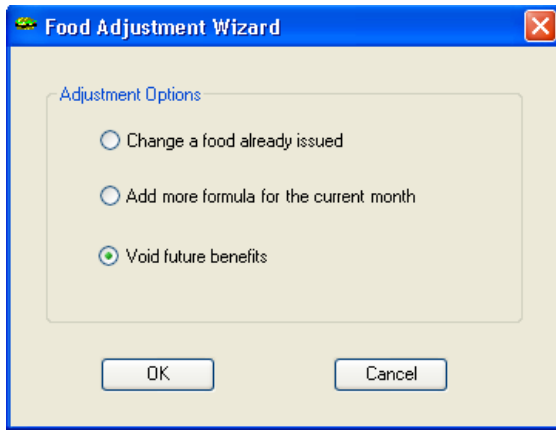 Food Adjustment Wizard
Adjustment Options
Change a food already issued
Add more formula for the current month
Void future benefits
OK
Cancel